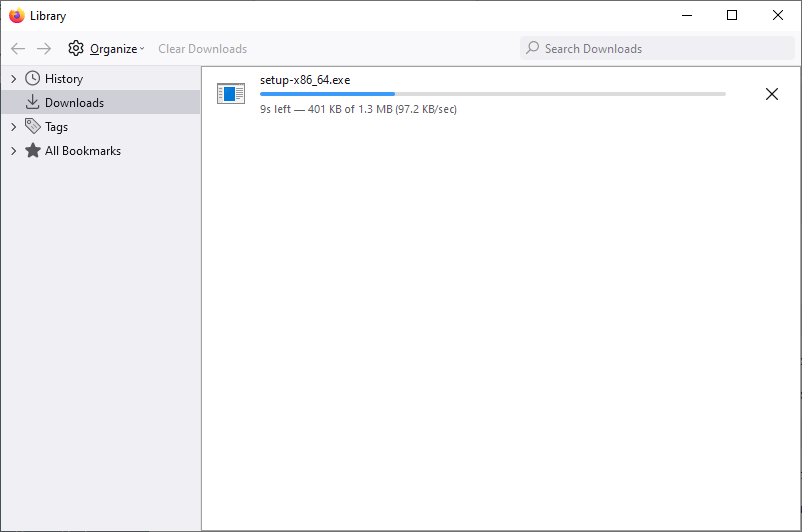 Library
Organize Clear Downloads Search Downloads
History
Downloads
Tags
All Bookmarks
setup-x86_64.exe
9s left — 401 KB of 1.3 MB (97.2 KB/sec)